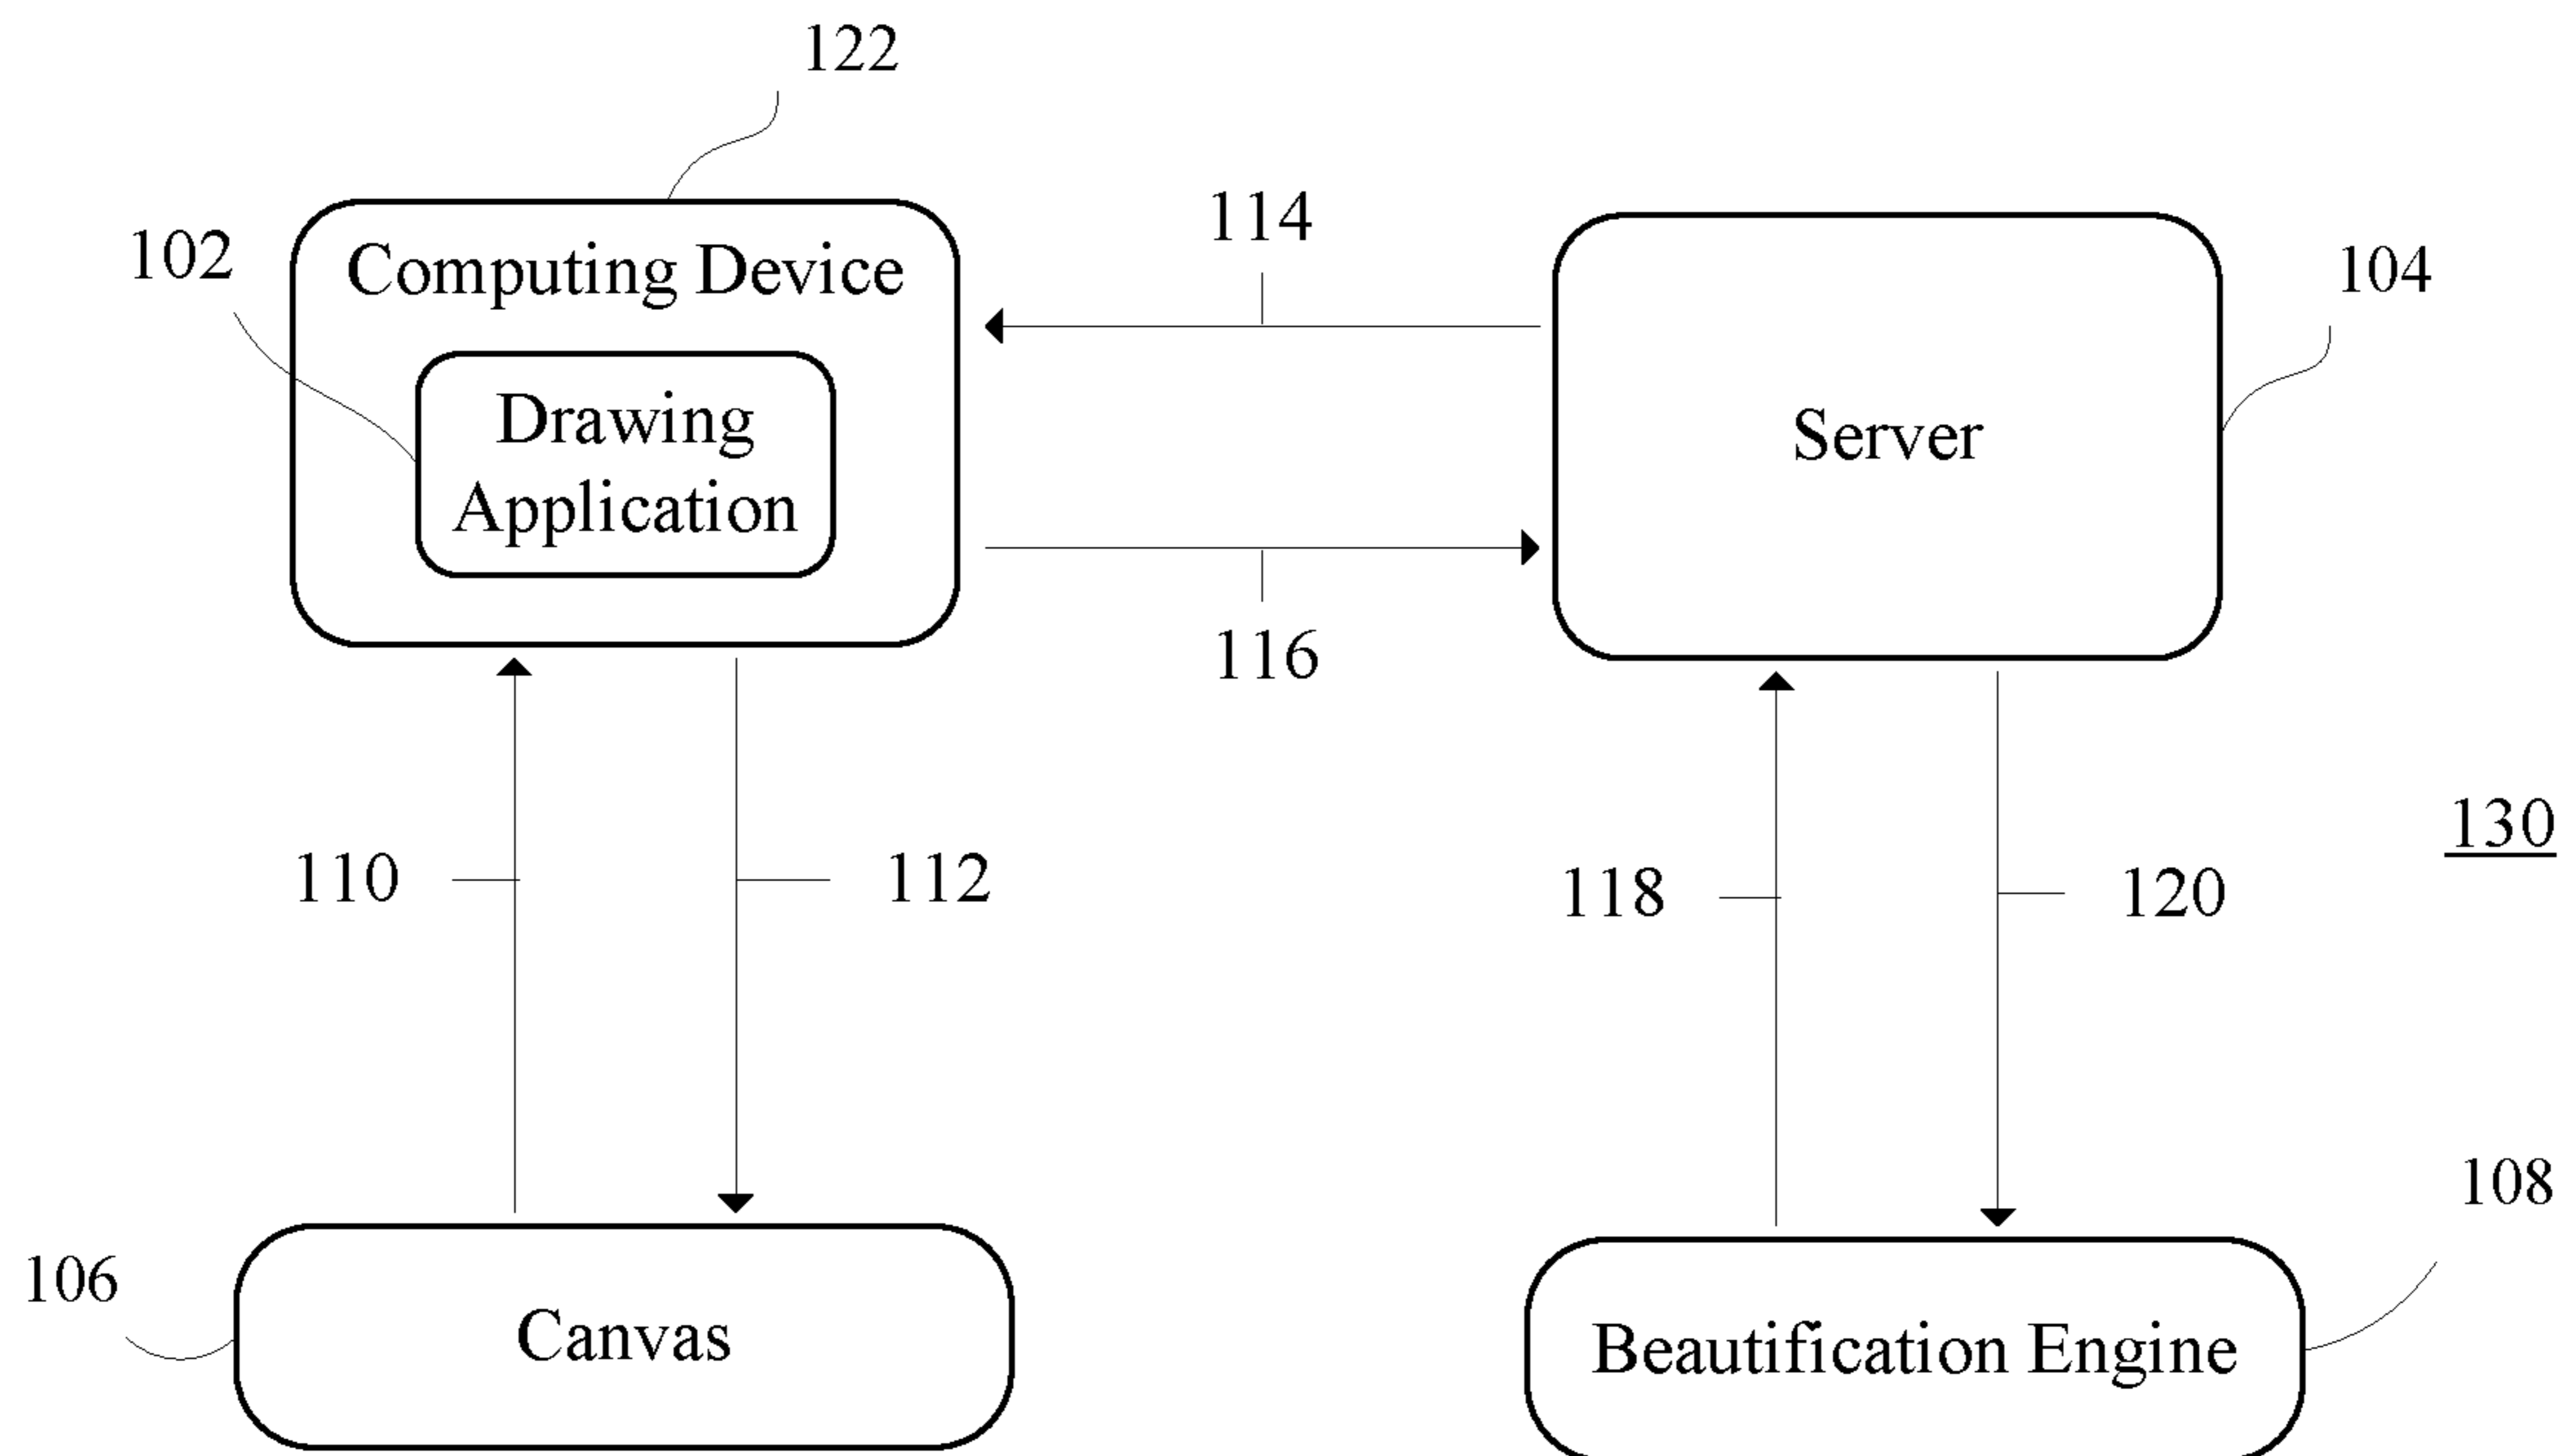 122
102
Computing Device
114
104
Drawing
Application
Server
116
130
110
112
118
120
108
106
Canvas
Beautification Engine